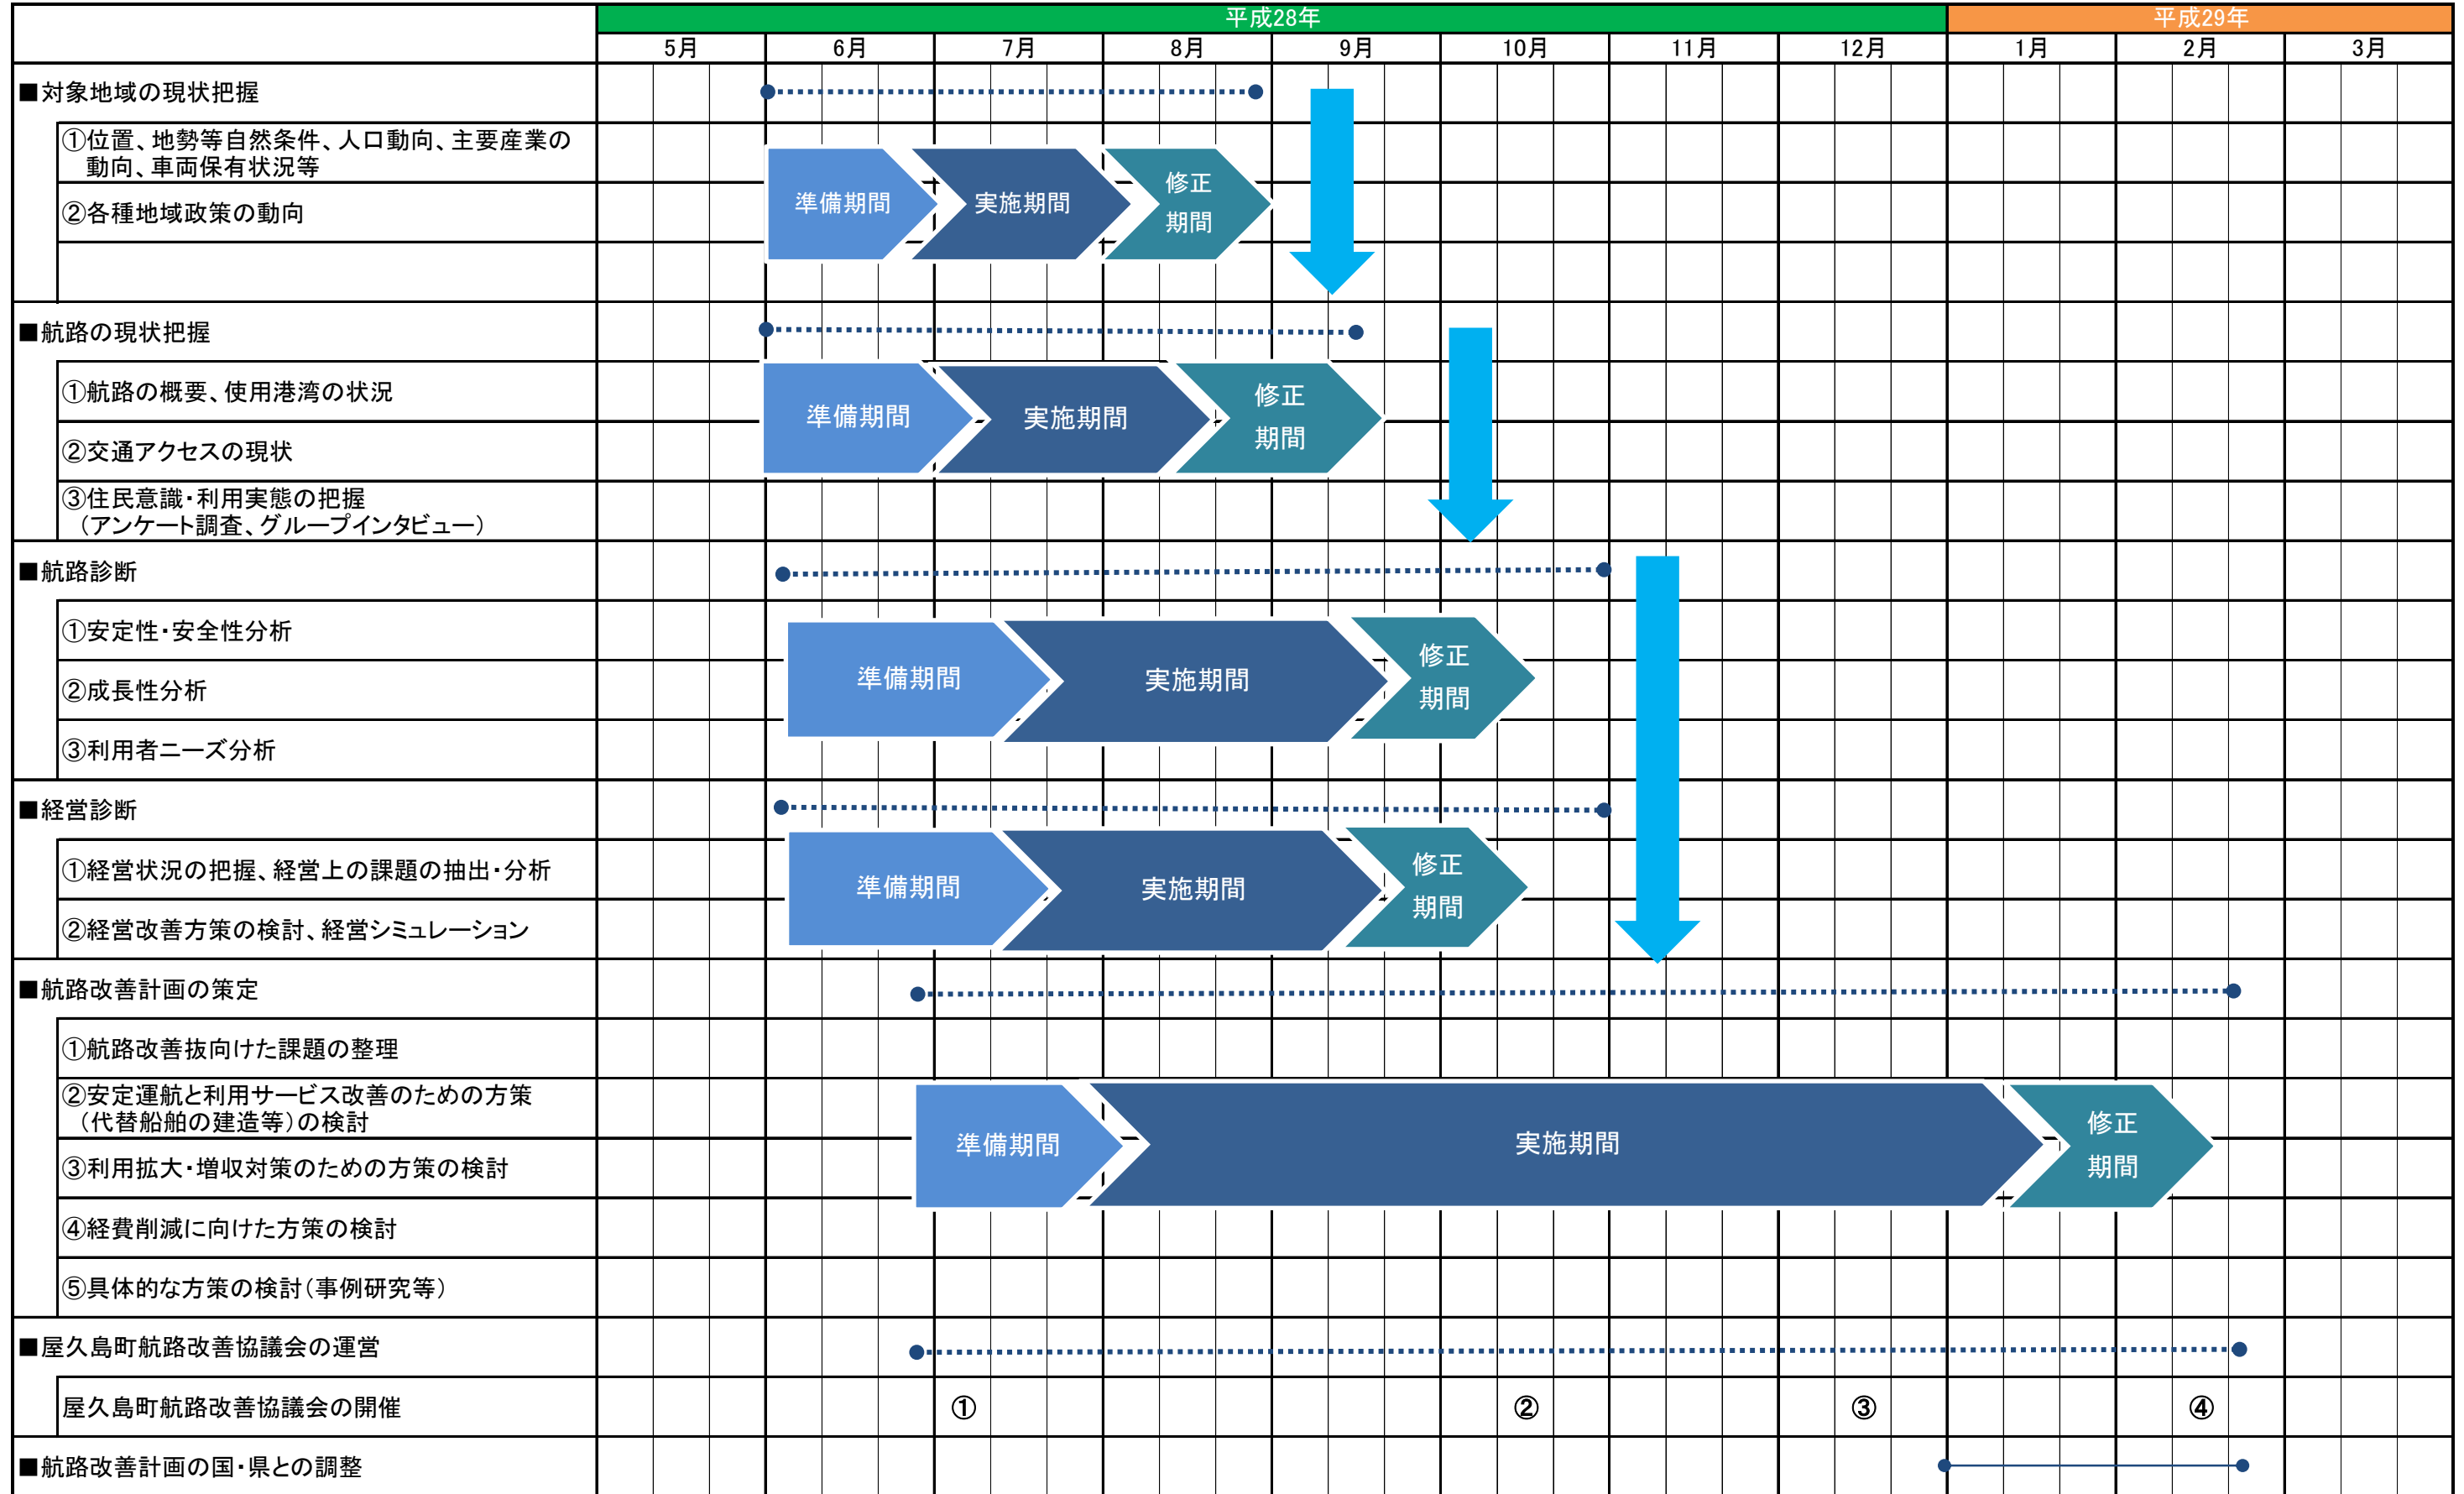 平成28年 平成29年
5月 6月 7月 8月 9月 10月 11月 12月 1月 2月 3月
■対象地域の現状把握
①位置、地勢等自然条件、人口動向、主要産業の
動向、車両保有状況等
②各種地域政策の動向
準備期間 実施期間 修正
期間
■航路の現状把握
①航路の概要、使用港湾の状況
②交通アクセスの現状
③住民意識・利用実態の把握
（アンケート調査、グループインタビュー）
準備期間 実施期間 修正
期間
■航路診断
①安定性・安全性分析
②成長性分析
③利用者ニーズ分析
準備期間 実施期間 修正
期間
■経営診断
①経営状況の把握、経営上の課題の抽出・分析
②経営改善方策の検討、経営シミュレーション
準備期間 実施期間 修正
期間
■航路改善計画の策定
①航路改善抜向けた課題の整理
②安定運航と利用サービス改善のための方策
（代替船舶の建造等）の検討
③利用拡大・増収対策のための方策の検討
④経費削減に向けた方策の検討
⑤具体的な方策の検討（事例研究等）
準備期間 実施期間 修正
期間
■屋久島町航路改善協議会の運営
屋久島町航路改善協議会の開催 ① ② ③ ④
■航路改善計画の国・県との調整